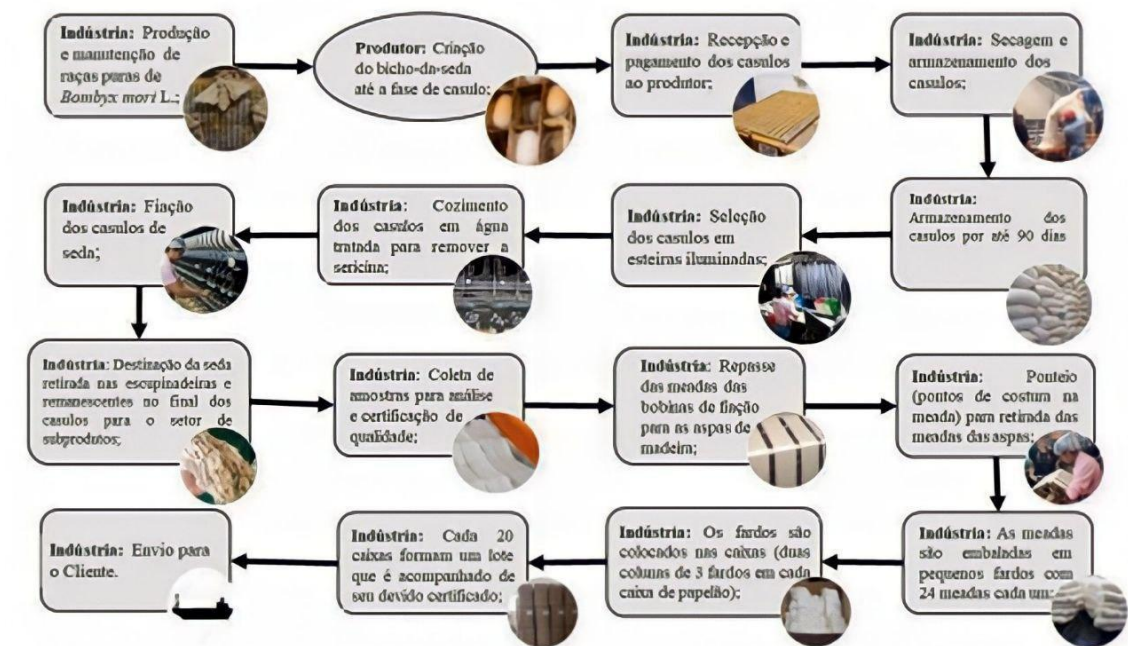 Indústria: Produção
e manutenção de
raças puras de
Bombyx mori L.;
Produtor: Criação
do bicho-da-seda
até a fase de casulo;
Indústria: Recepção e
pagamento dos casulos
ao produtor;
Indústria: Secagem e
armazenamento dos
casulos;
Indústria:
Armazenamento dos
casulos por até 90 dias
Indústria: Seleção
dos casulos em
esteiras iluminadas;
Indústria: Cozimento
dos casulos em água
tratada para remover a
sericina;
Indústria: Fiação
dos casulos de
seda;
Indústria: Destinação da seda
retirada nas escupinadeiras e
remanescentes no final dos
casulos para o setor de
subprodutos;
Indústria: Coleta de
amostras para análise
e certificação de
qualidade;
Indústria: Repasse
das meadas das
bobinas de fiação
para as aspas de
madeira;
Indústria: Ponteio
(pontos de costura na
meada) para retirada das
meadas das aspas;
Indústria: As meadas
são embaladas em
pequenos fardos com
24 meadas cada um;
Indústria: Os fardos são
colocados nas caixas (duas
colunas de 3 fardos em cada
caixa de papelão);
Indústria: Cada 20
caixas formam um lote
que é acompanhado de
seu devido certificado;
Indústria: Envio para
o Cliente.